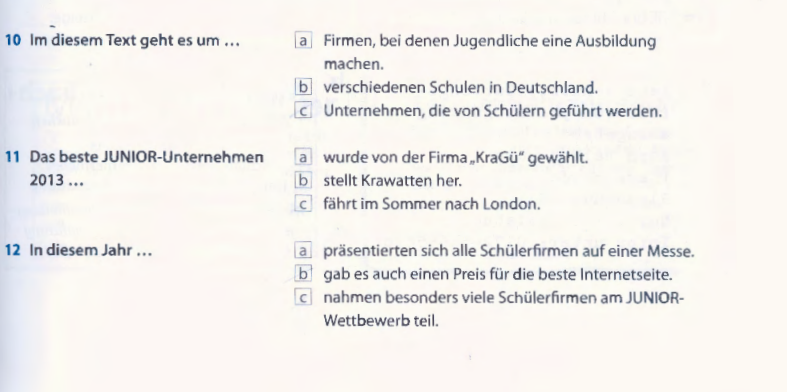 10 Im diesem Text geht es um ...
a Firmen, bei denen Jugendliche eine Ausbildung
machen.
b verschiedenen Schulen in Deutschland.
c Unternehmen, die von Schülern geführt werden.
11 Das beste JUNIOR-Unternehmen
2013 ...
a wurde von der Firma „KraGü“ gewählt.
b stellt Krawatten her.
c fährt im Sommer nach London.
12 In diesem Jahr ...
a präsentierten sich alle Schülerfirmen auf einer Messe.
b gab es auch einen Preis für die beste Internetseite.
c nahmen besonders viele Schülerfirmen am JUNIOR-
Wettbewerb teil.